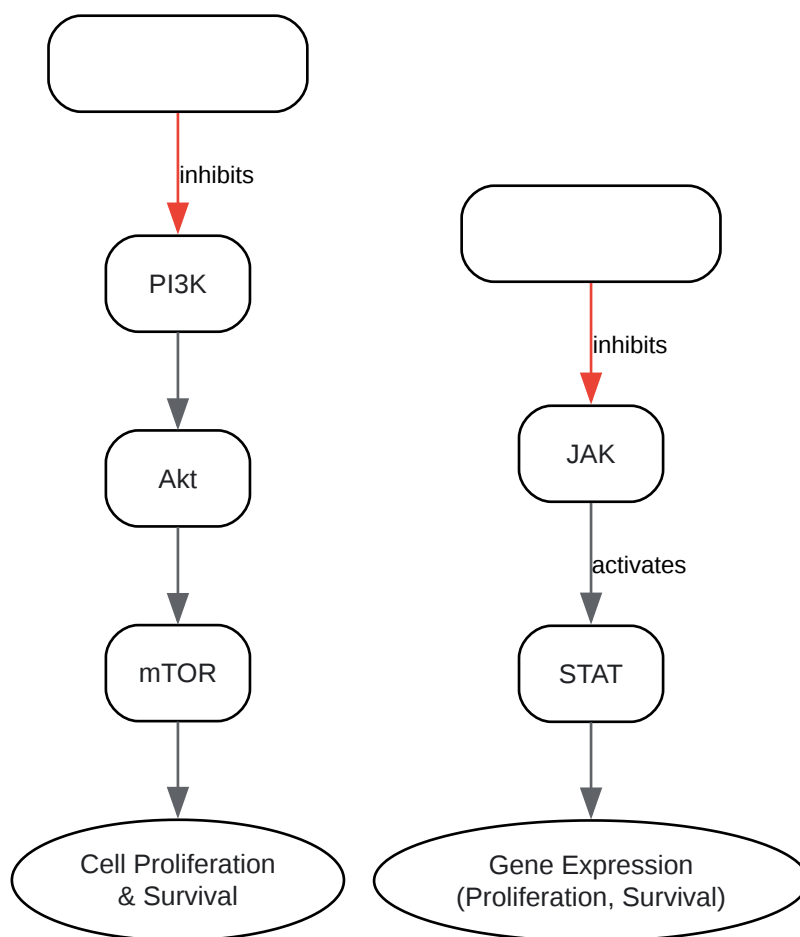 inhibits
PI3K
Akt
mTOR
Cell Proliferation
& Survival
inhibits
JAK
activates
STAT
Gene Expression
(Proliferation, Survival)